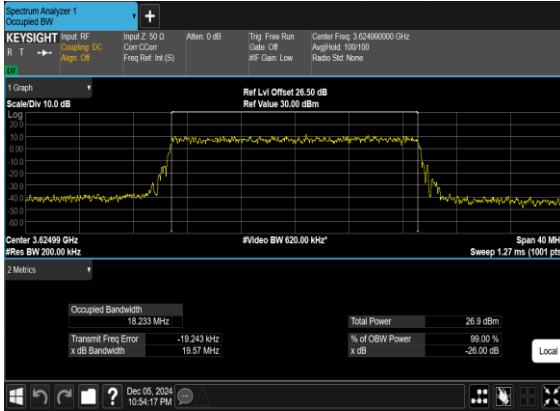 Spectrum Analyzer 1
Occupied BW
+
KEYSIGHT
R T
Input: RF
Coupling: DC
Align: Off
Input Z: 50 Ω
Corr CCorr
Freq Ref: Int (S)
Atten: 0 dB
Trig: Free Run
Gate: Off
#IF Gain: Low
Center Freq: 3.624990000 GHz
Avg|Hold: 100/100
Radio Std: None
1 Graph
Scale/Div 10.0 dB
Ref Lvl Offset 26.50 dB
Ref Value 30.00 dBm
Log
20.0
10.0
0.00
-10.0
-20.0
-30.0
-40.0
-50.0
-60.0
Center 3.62499 GHz
#Video BW 620.00 kHz*
Span 40 MH
#Res BW 200.00 kHz
Sweep 1.27 ms (1001 pts
2 Metrics
Occupied Bandwidth
18.233 MHz
Total Power 26.9 dBm
Transmit Freq Error -19.243 kHz
% of OBW Power 99.00 %
x dB Bandwidth 19.57 MHz
x dB -26.00 dB
Local
?
Dec 05, 2024
10:54:17 PM